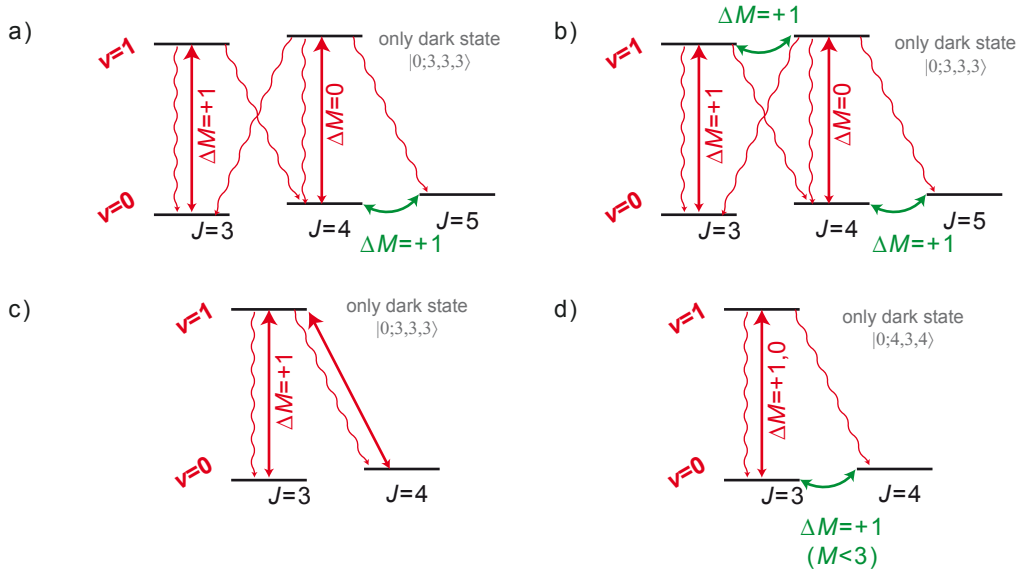 a)
v=1
ΔM=+1
ΔM=0
only dark state
|0;3,3,3⟩
v=0
J=3
J=4
J=5
ΔM=+1
b)
ΔM=+1
v=1
ΔM=+1
ΔM=0
only dark state
|0;3,3,3⟩
v=0
J=3
J=4
J=5
ΔM=+1
c)
v=1
ΔM=+1
only dark state
|0;3,3,3⟩
v=0
J=3
J=4
d)
v=1
ΔM=+1,0
only dark state
|0;4,3,4⟩
v=0
J=3
J=4
ΔM=+1
(M<3)